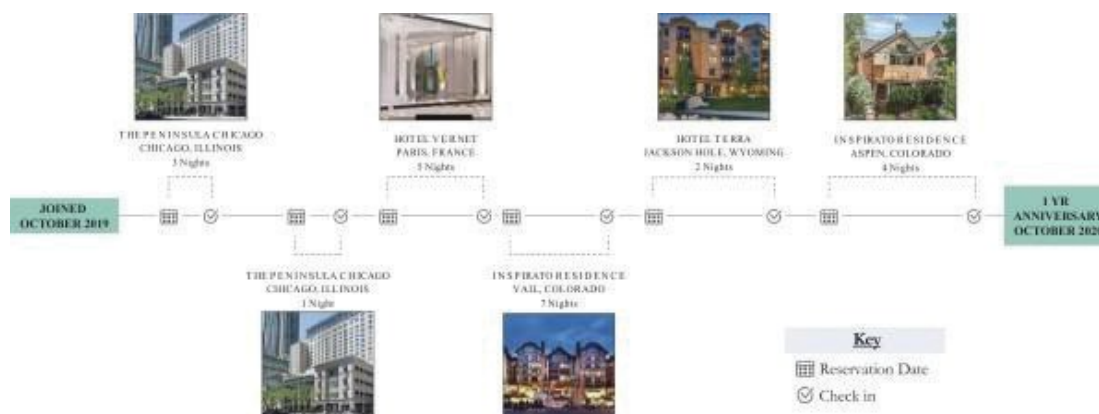 THE PENINSULA CHICAGO
CHICAGO, ILLINOIS
3 Nights
HOTEL VERNET
PARIS, FRANCE
5 Nights
HOTEL TERRA
JACKSON HOLE, WYOMING
2 Nights
INSPIRATO RESIDENCE
ASPEN, COLORADO
4 Nights
JOINED
OCTOBER 2019
1 YR
ANNIVERSARY
OCTOBER 2020
THE PENINSULA CHICAGO
CHICAGO, ILLINOIS
1 Night
INSPIRATO RESIDENCE
VAIL, COLORADO
7 Nights
Key
Reservation Date
Check in